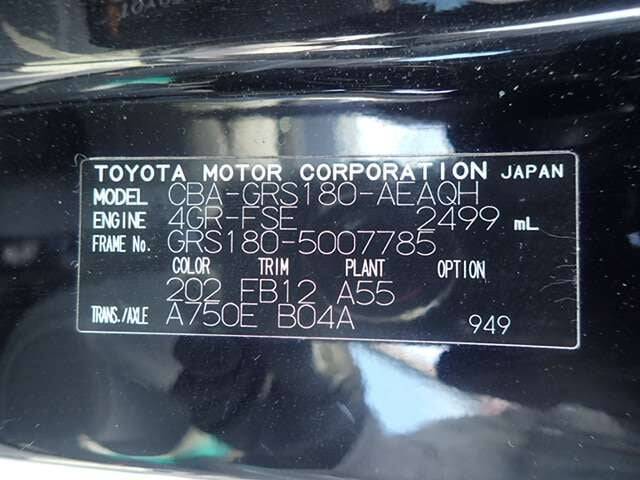 TOYOTA MOTOR CORPORATION JAPAN
MODEL CBA-GRS180-AEAQH
ENGINE 4GR-FSE 2499 mL
FRAME No. GRS180-5007785
COLOR TRIM PLANT OPTION
202 FB12 A55
TRANS./AXLE A750E B04A 949